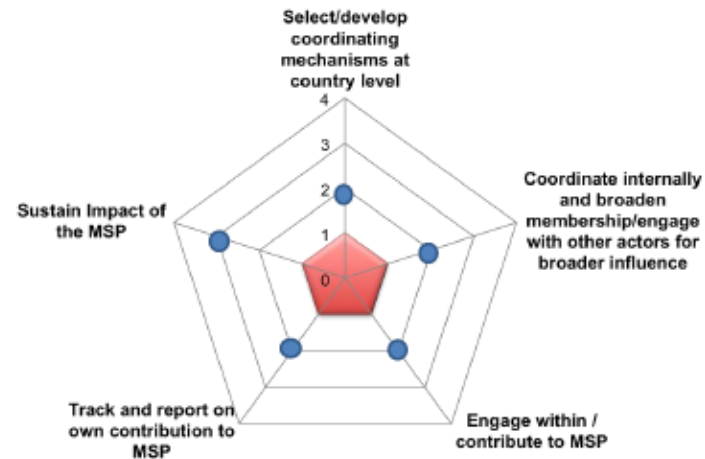 Select/develop
coordinating
mechanisms at
country level
4
3
2
1
0
Coordinate internally
and broaden
membership/engage
with other actors for
broader influence
Sustain Impact of
the MSP
Track and report on
own contribution to
MSP
Engage within /
contribute to MSP